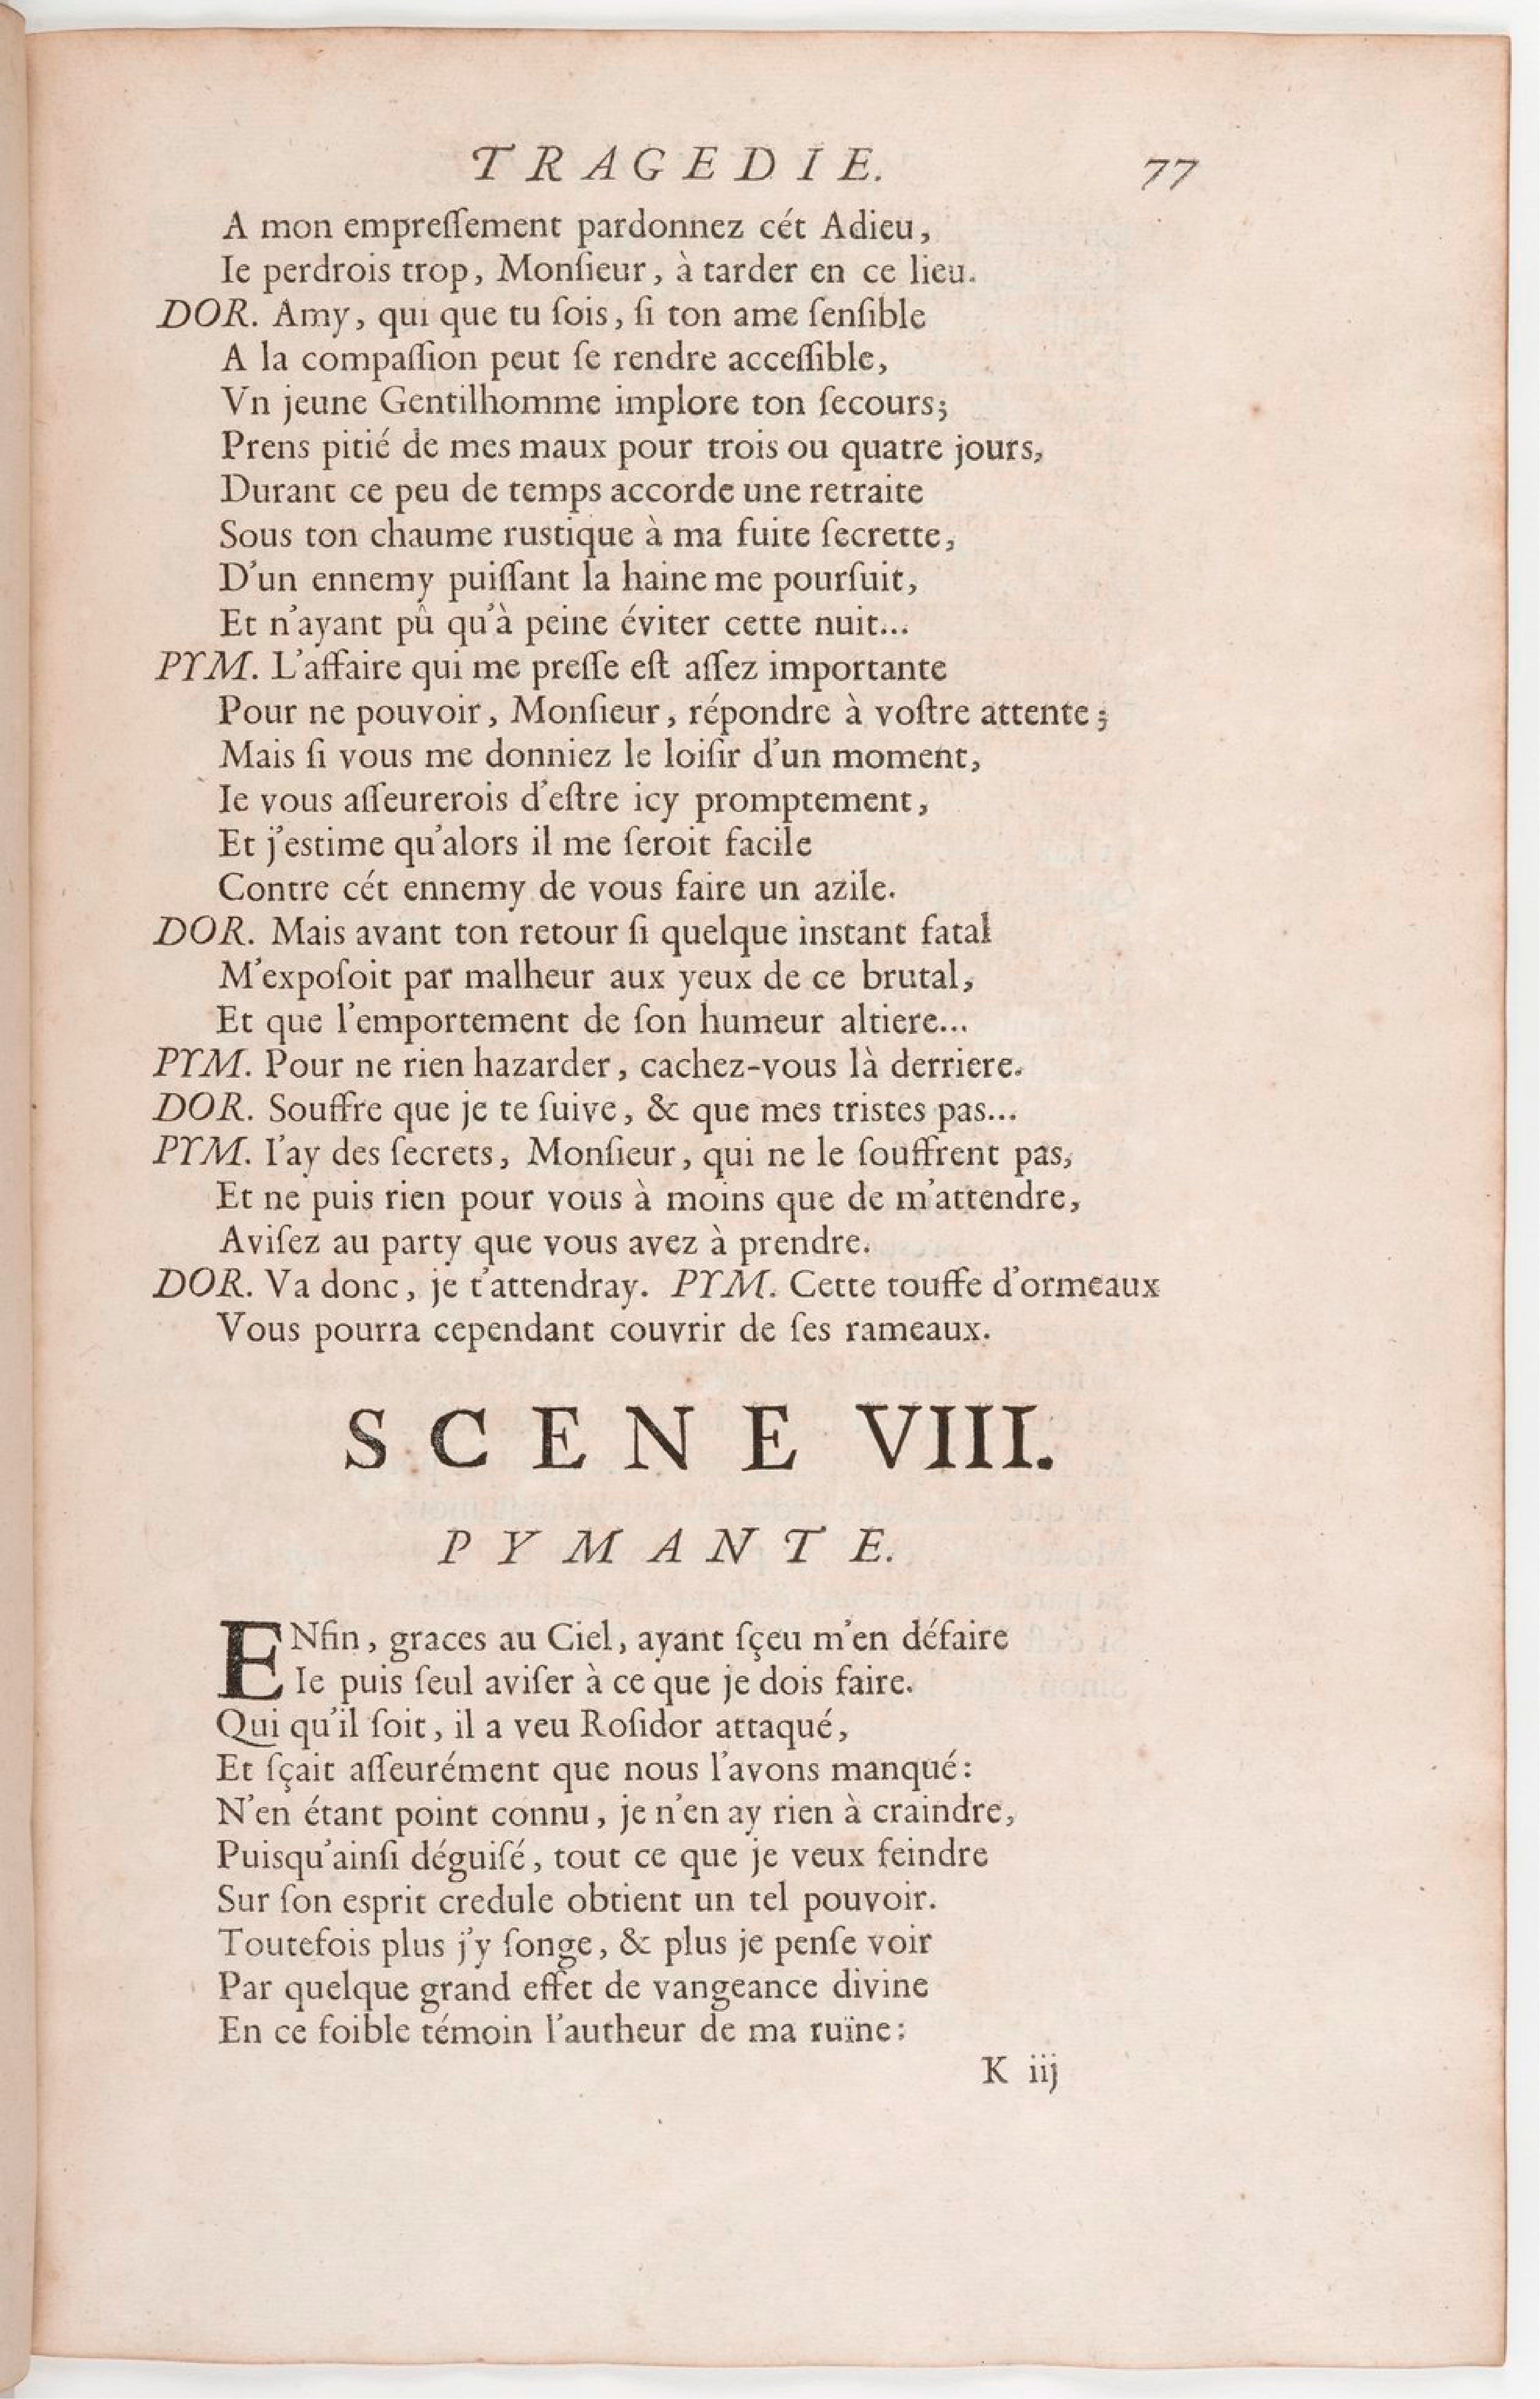 TRAGEDIE. 77
A mon empreſſement pardonnez cét Adieu,
Ie perdrois trop, Monſieur, à tarder en ce lieu.
DOR. Amy, qui que tu ſois, ſi ton ame ſenſible
A la compaſſion peut ſe rendre acceſſible,
Vn jeune Gentilhomme implore ton ſecours;
Prens pitié de mes maux pour trois ou quatre jours,
Durant ce peu de temps accorde une retraite
Sous ton chaume rustique à ma fuite ſecrette,
D'un ennemy puiſſant la haine me pourſuit,
Et n'ayant pû qu'à peine éviter cette nuit...
PYM. L'affaire qui me preſſe eſt aſſez importante
Pour ne pouvoir, Monſieur, répondre à voſtre attente;
Mais ſi vous me donniez le loiſir d'un moment,
Ie vous aſſeurerois d'eſtre icy promptement,
Et j'estime qu'alors il me ſeroit facile
Contre cét ennemy de vous faire un azile.
DOR. Mais avant ton retour ſi quelque instant fatal
M'expoſoit par malheur aux yeux de ce brutal,
Et que l'emportement de ſon humeur altiere...
PYM. Pour ne rien hazarder, cachez-vous là derriere.
DOR. Souffre que je te ſuive, & que mes tristes pas...
PYM. I'ay des ſecrets, Monſieur, qui ne le ſouffrent pas,
Et ne puis rien pour vous à moins que de m'attendre,
Aviſez au party que vous avez à prendre.
DOR. Va donc, je t'attendray. PYM. Cette touffe d'ormeaux
Vous pourra cependant couvrir de ſes rameaux.
SCENE VIII.
PYMANTE.
ENfin, graces au Ciel, ayant ſçeu m'en défaire
Ie puis ſeul aviſer à ce que je dois faire.
Qui qu'il ſoit, il a veu Roſidor attaqué,
Et ſçait aſſeurément que nous l'avons manqué:
N'en étant point connu, je n'en ay rien à craindre,
Puisqu'ainſi déguiſé, tout ce que je veux feindre
Sur ſon esprit credule obtient un tel pouvoir.
Toutefois plus j'y ſonge, & plus je penſe voir
Par quelque grand effet de vangeance divine
En ce foible témoin l'autheur de ma ruïne:
K iij